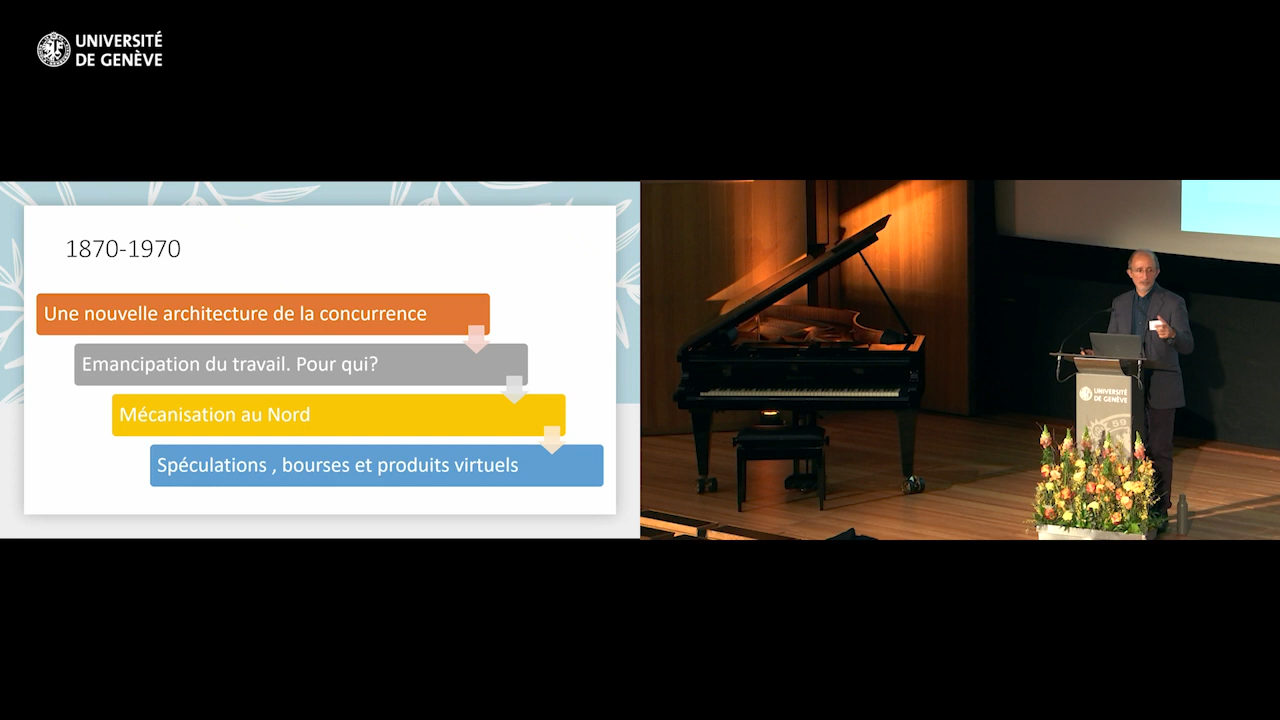 UNIVERSITÉ
DE GENÈVE
1870-1970
Une nouvelle architecture de la concurrence
Emancipation du travail. Pour qui?
Mécanisation au Nord
Spéculations , bourses et produits virtuels
UNIVERSITÉ
DE GENÈVE